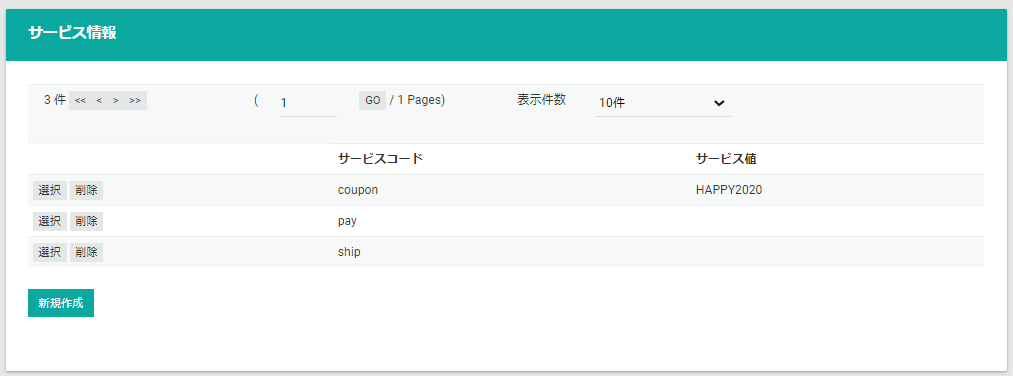 サービス情報
3 件 << < > >> ( 1 GO / 1 Pages) 表示件数 10件
サービスコード サービス値
選択 削除 coupon HAPPY2020
選択 削除 pay
選択 削除 ship
新規作成